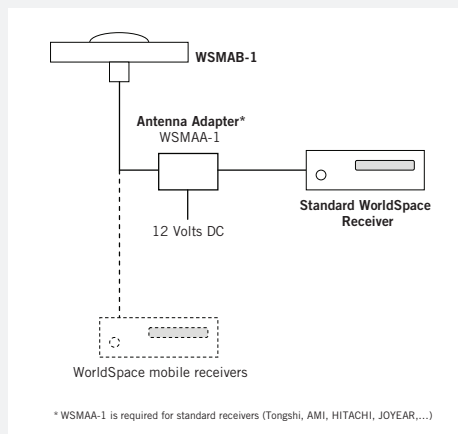 WSMAB-1
Antenna Adapter*
WSMAA-1
12 Volts DC
Standard WorldSpace
Receiver
WorldSpace mobile receivers
* WSMAA-1 is required for standard receivers (Tongshi, AMI, HITACHI, JOYEAR,...)